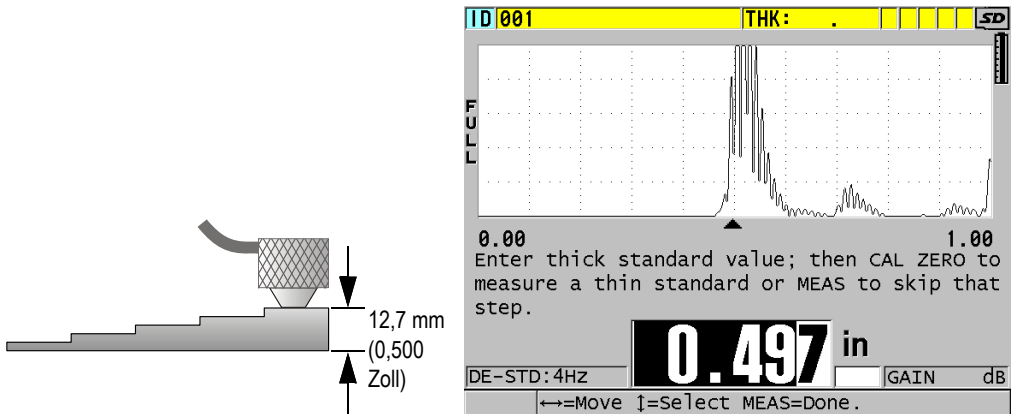 12,7 mm
(0,500
Zoll)
ID 001 THK: . SD
FULL
0.00 1.00
Enter thick standard value; then CAL ZERO to
measure a thin standard or MEAS to skip that
step.
0.497 in
DE-STD:4Hz GAIN dB
↔=Move ↕=Select MEAS=Done.